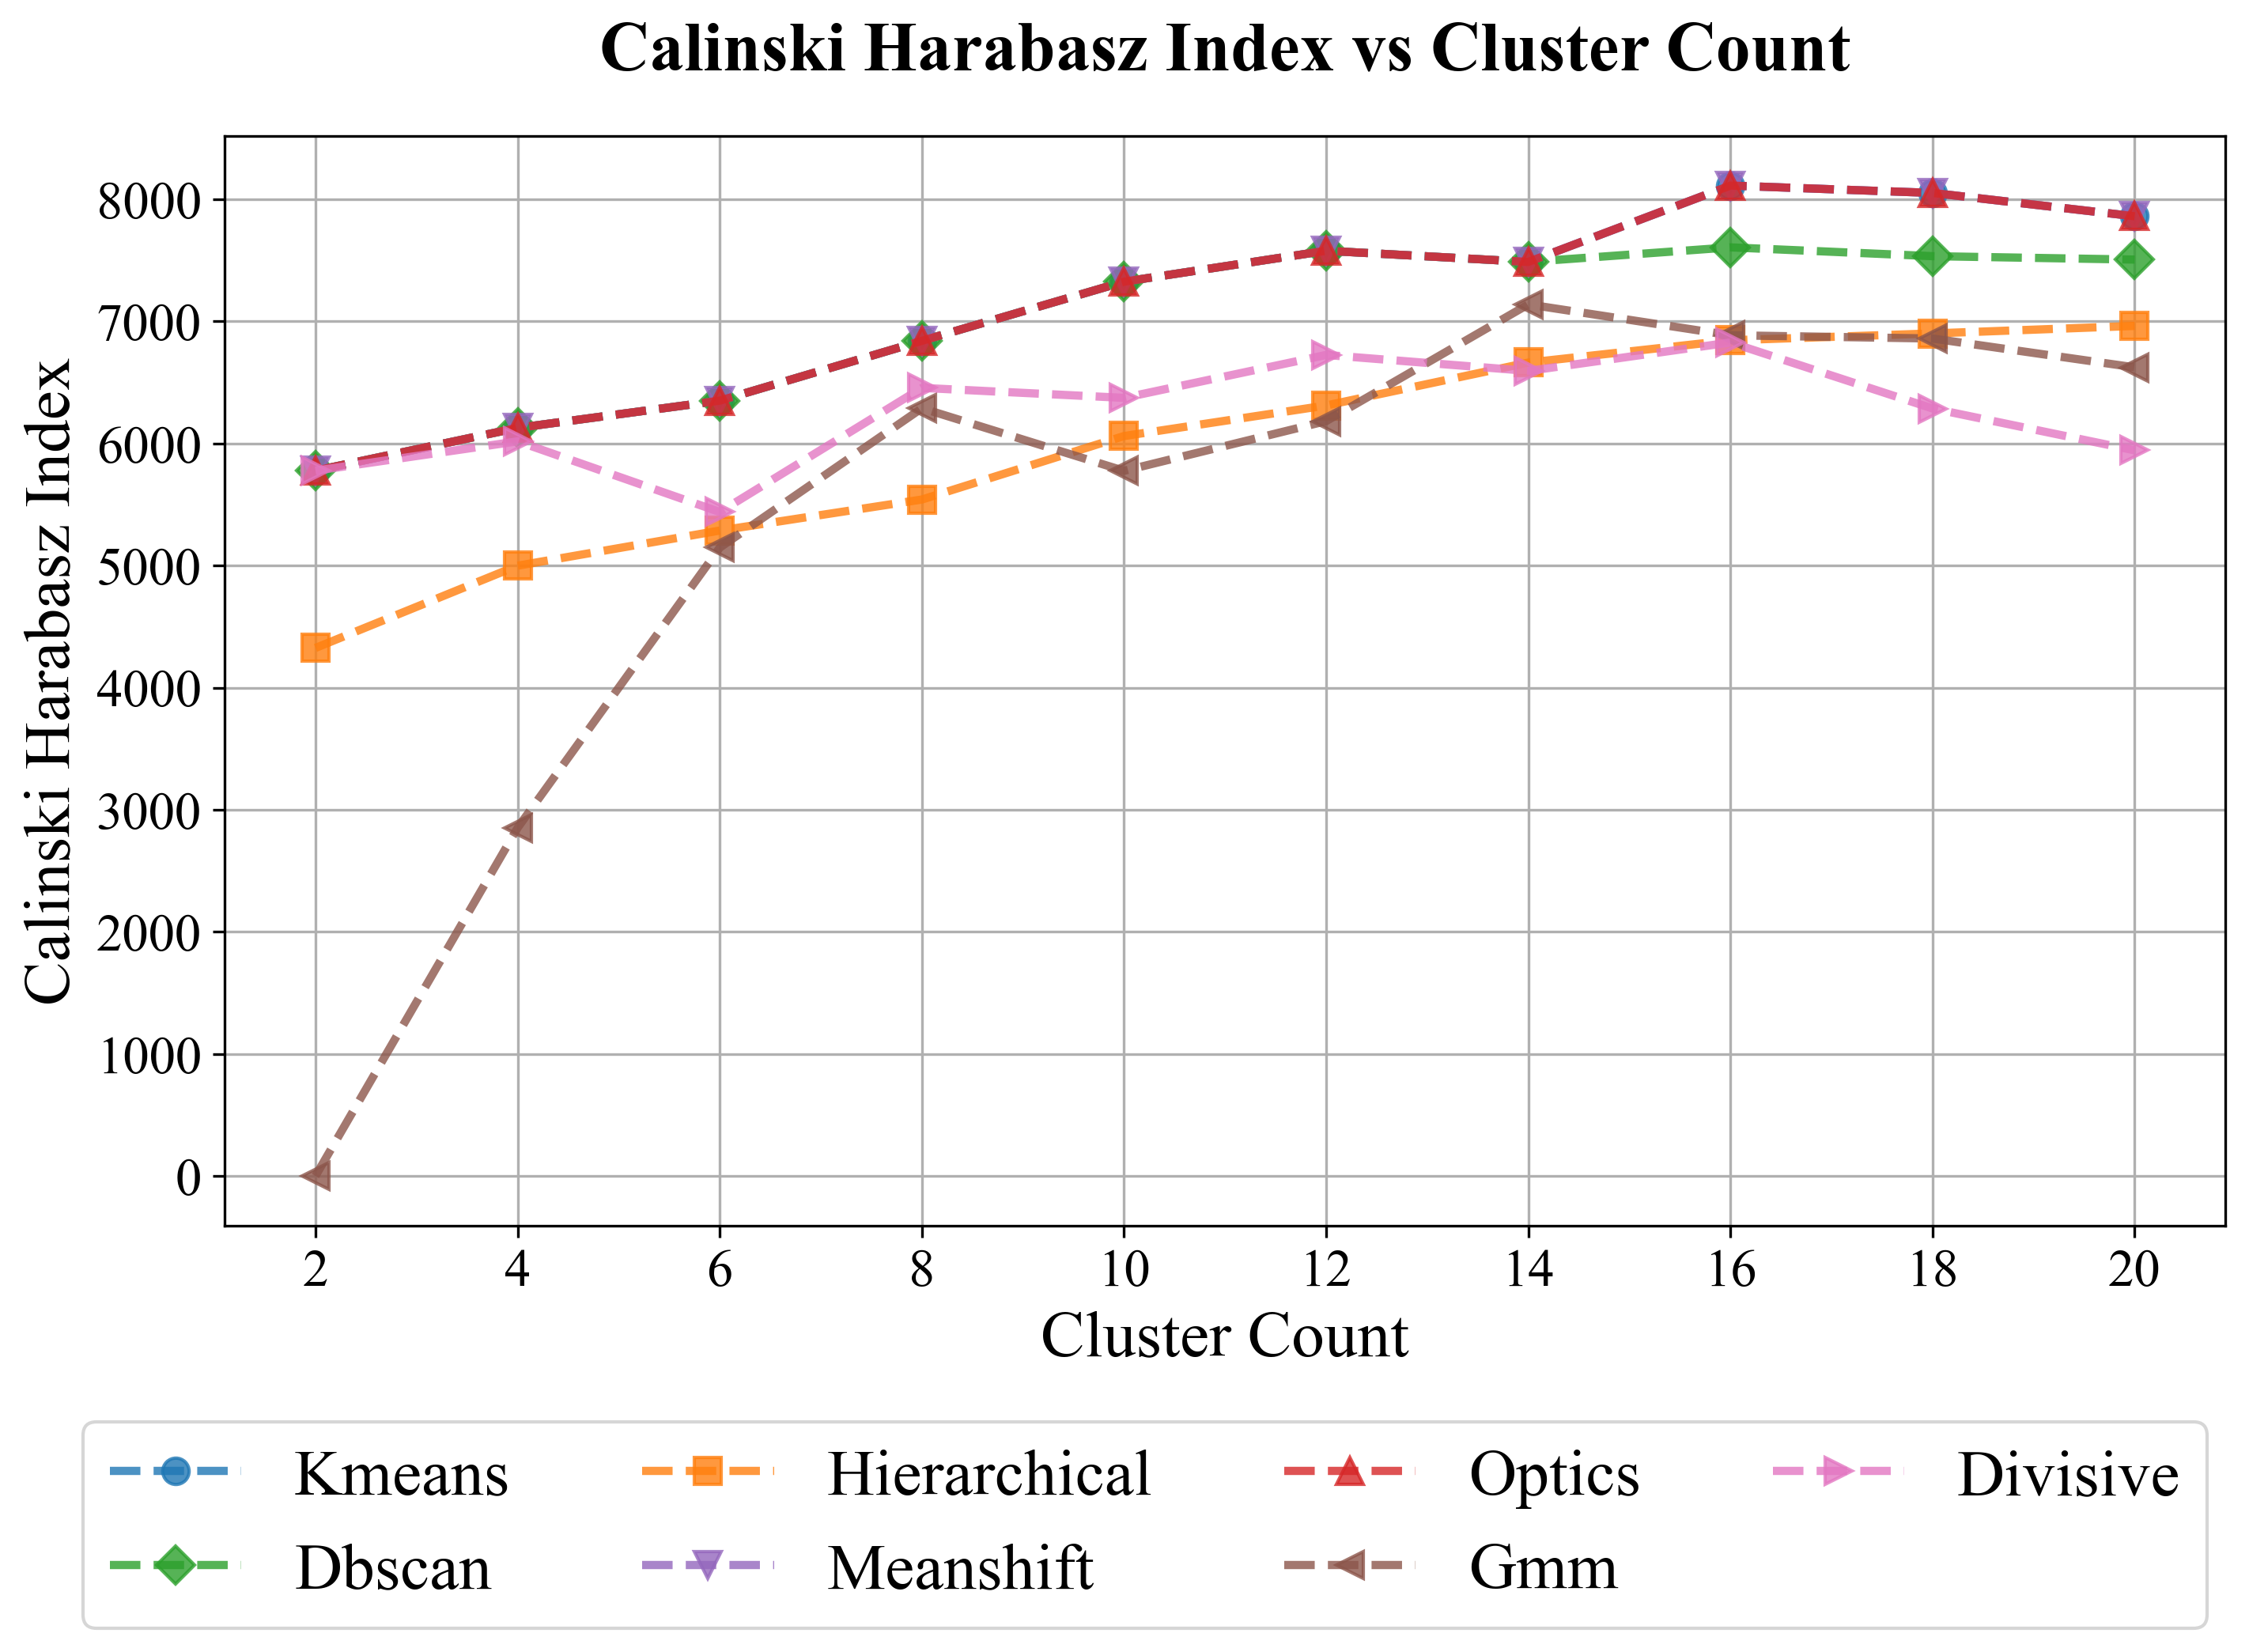 Calinski Harabasz Index vs Cluster Count
Calinski Harabasz Index
8000
7000
6000
5000
4000
3000
2000
1000
0
2 4 6 8 10 12 14 16 18 20
Cluster Count
Kmeans Hierarchical Optics Divisive
Dbscan Meanshift Gmm